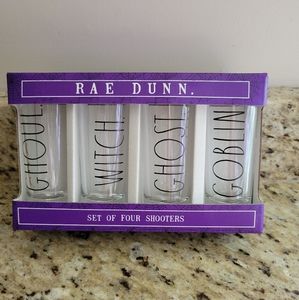 RAE DUNN.
GHOUL
WITCH
GHOST
GOBLIN
SET OF FOUR SHOOTERS